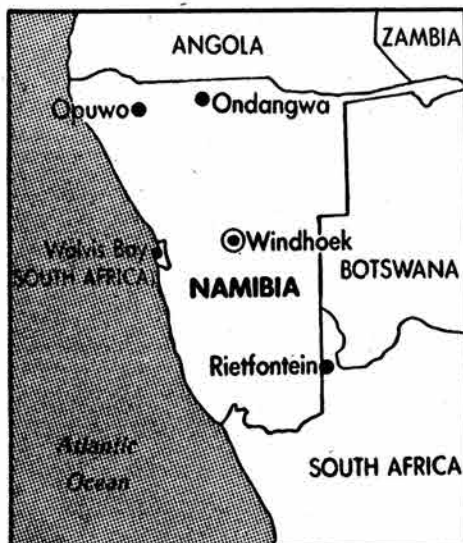 ANGOLA
ZAMBIA
Opuwo
Ondangwa
Walvis Bay
(SOUTH AFRICA)
Windhoek
NAMIBIA
BOTSWANA
Rietfontein
Atlantic
Ocean
SOUTH AFRICA